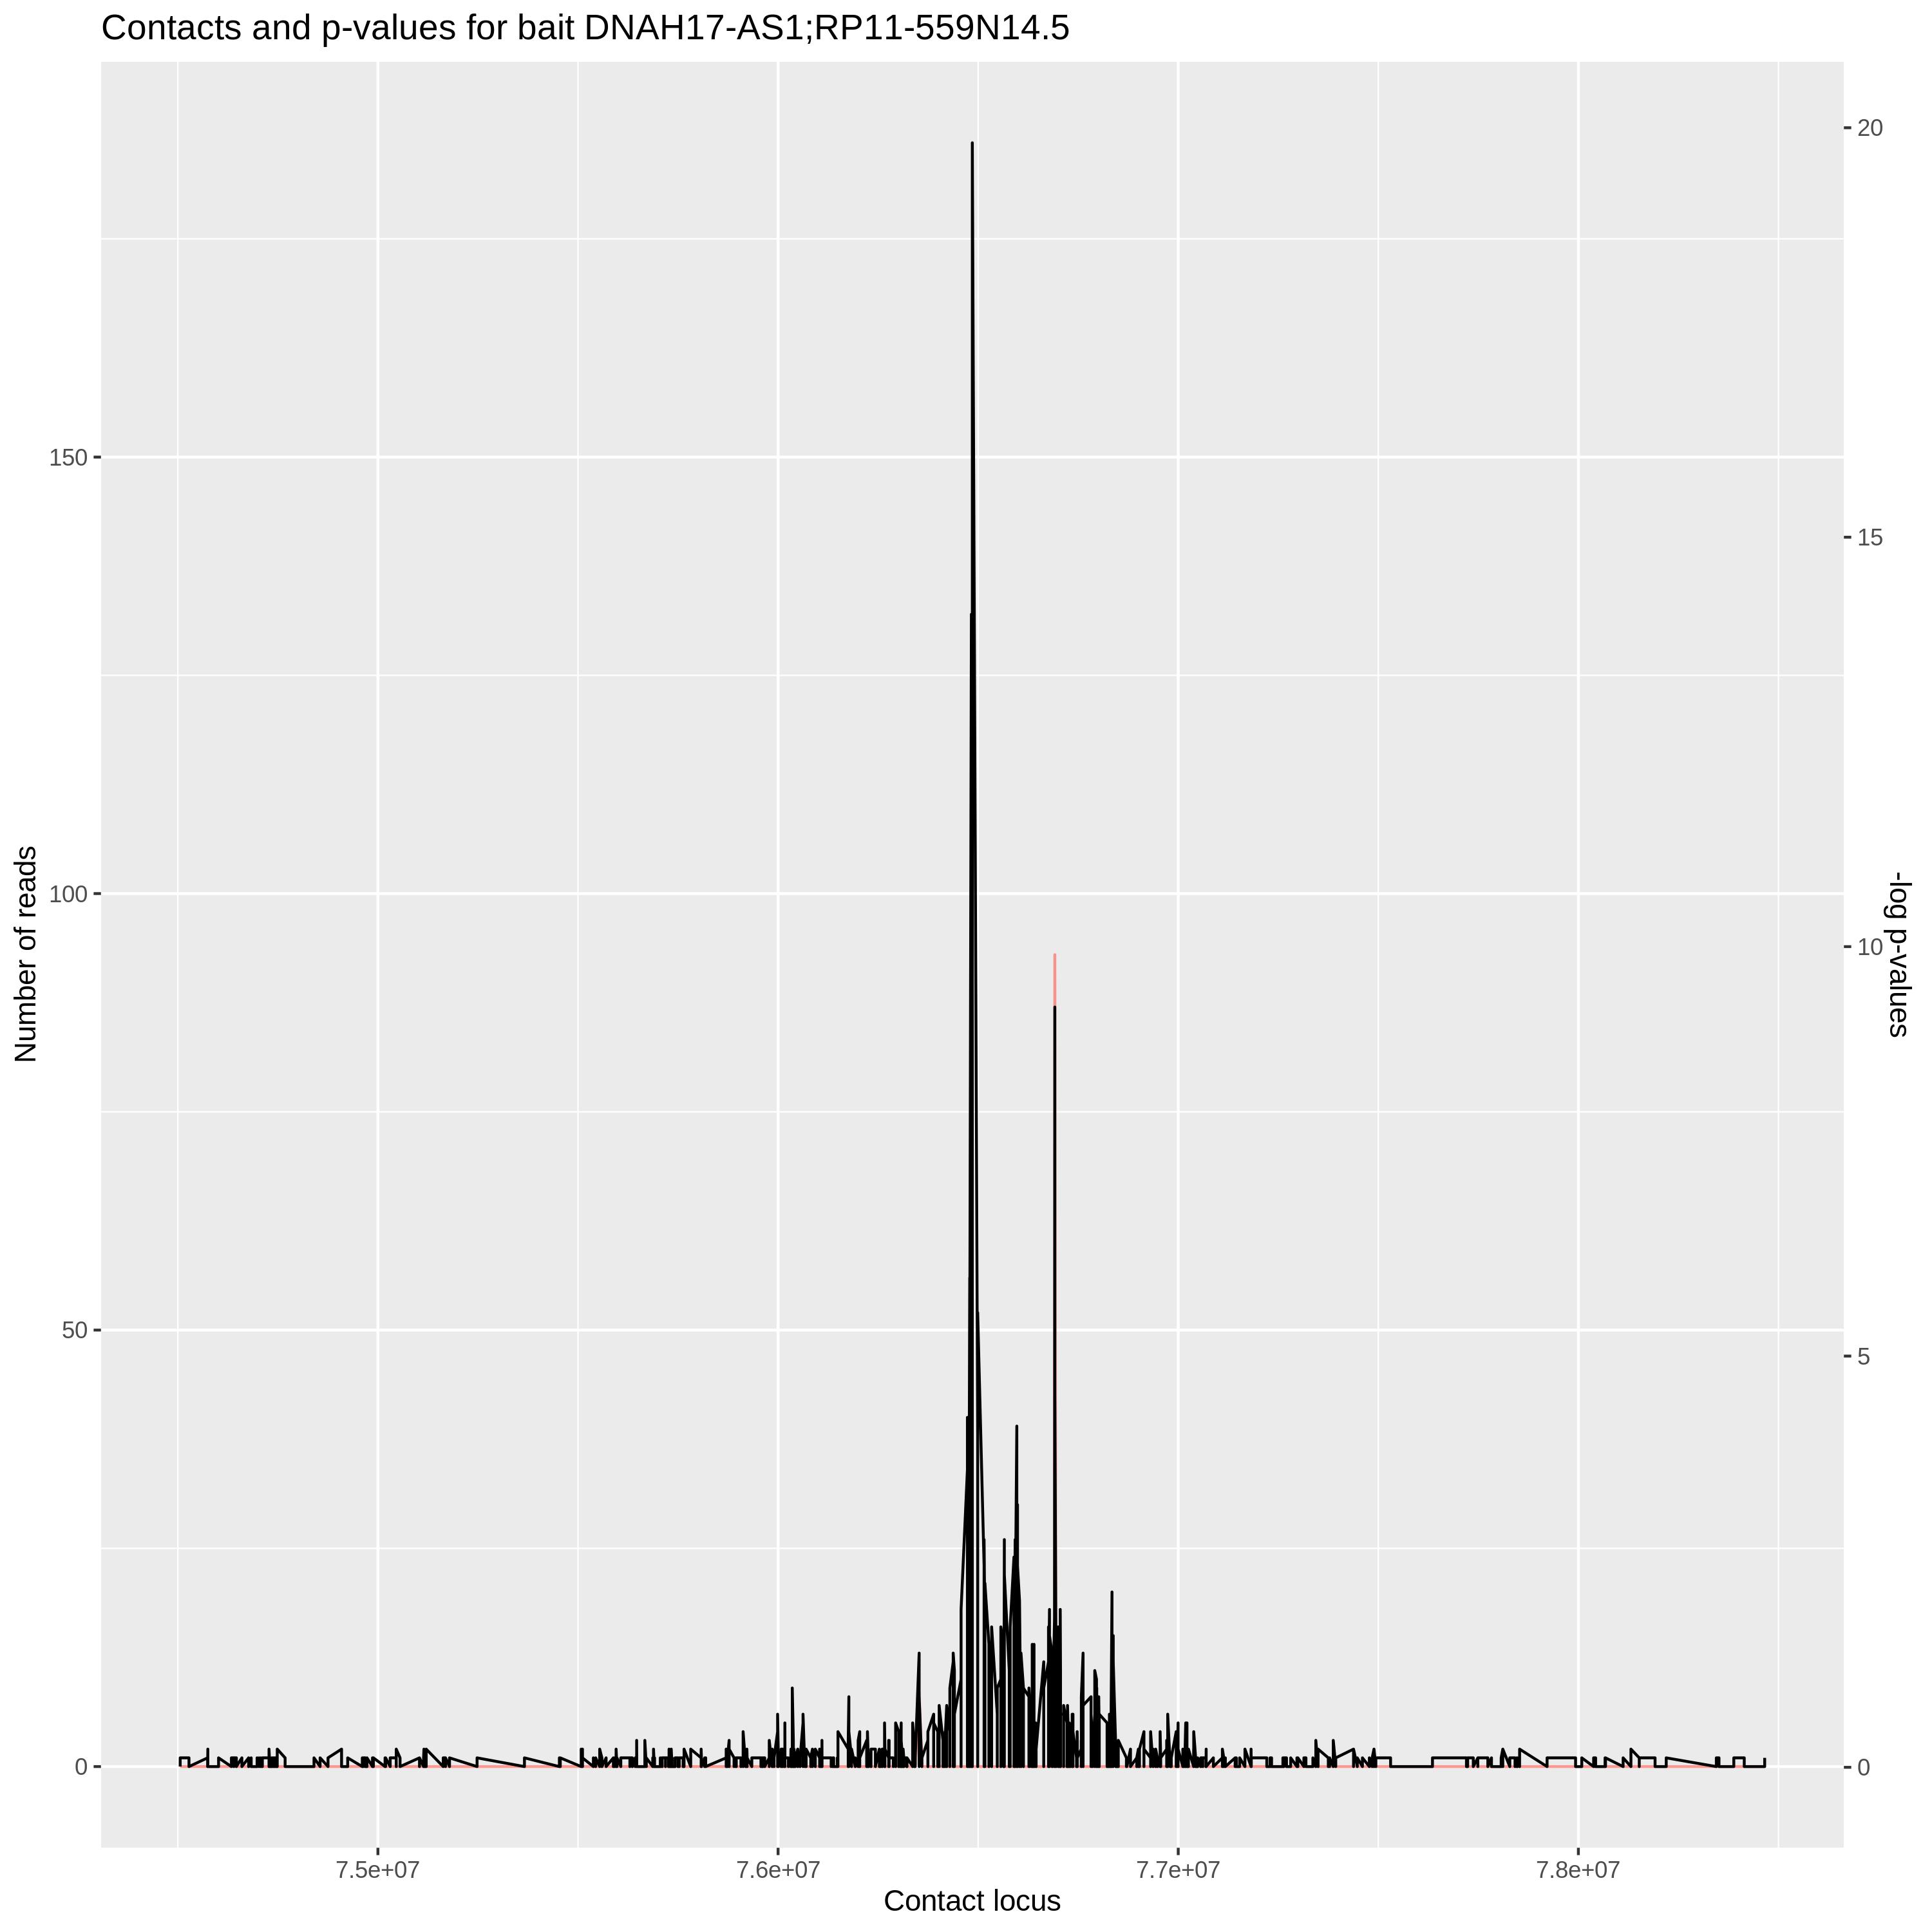 Contacts and p-values for bait DNAH17-AS1;RP11-559N14.5
Number of reads
150
100
50
0
20
15
10
5
0
-log p-values
7.5e+07 7.6e+07 7.7e+07 7.8e+07
Contact locus